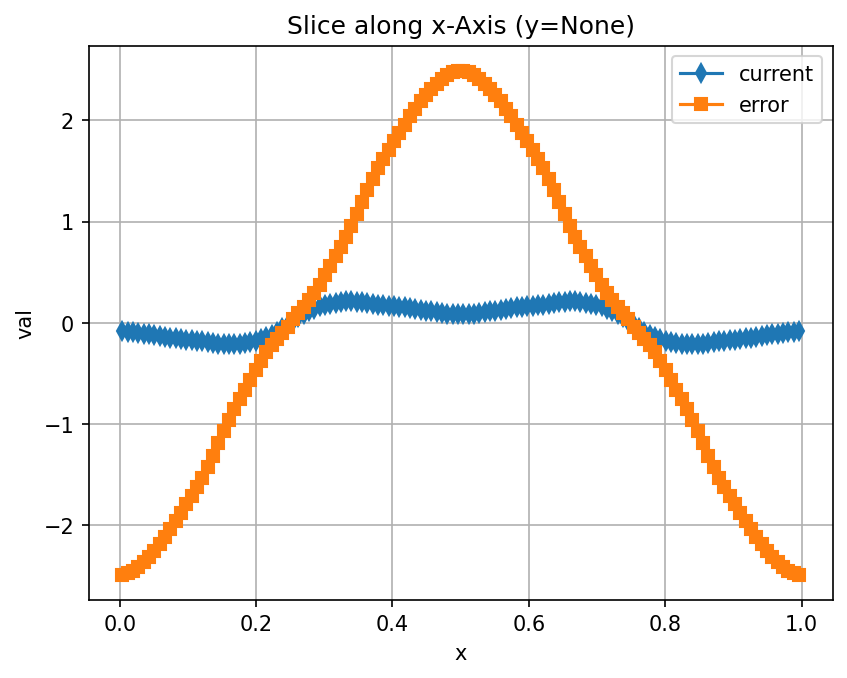 Slice along x-Axis (y=None)
current
error
2
1
0
−1
−2
val
0.0 0.2 0.4 0.6 0.8 1.0
x